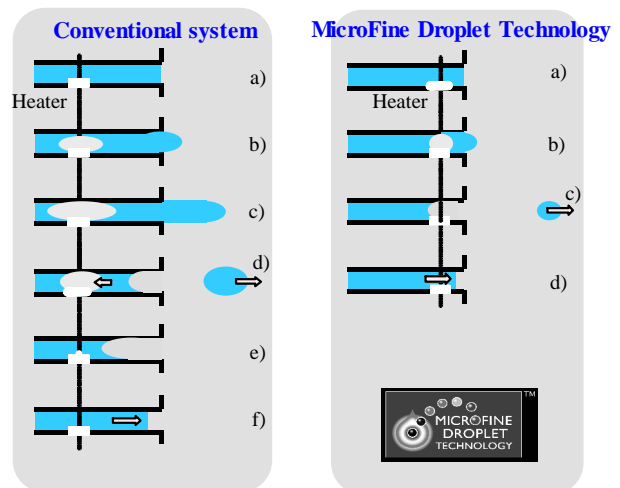 Conventional system
a)
Heater
b)
c)
d)
e)
f)
MicroFine Droplet Technology
a)
Heater
b)
c)
d)
TM
MICROFINE
DROPLET
TECHNOLOGY